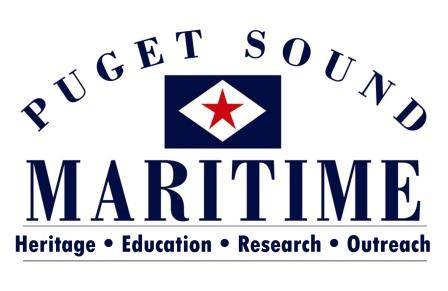 PUGET SOUND
MARITIME
Heritage • Education • Research • Outreach